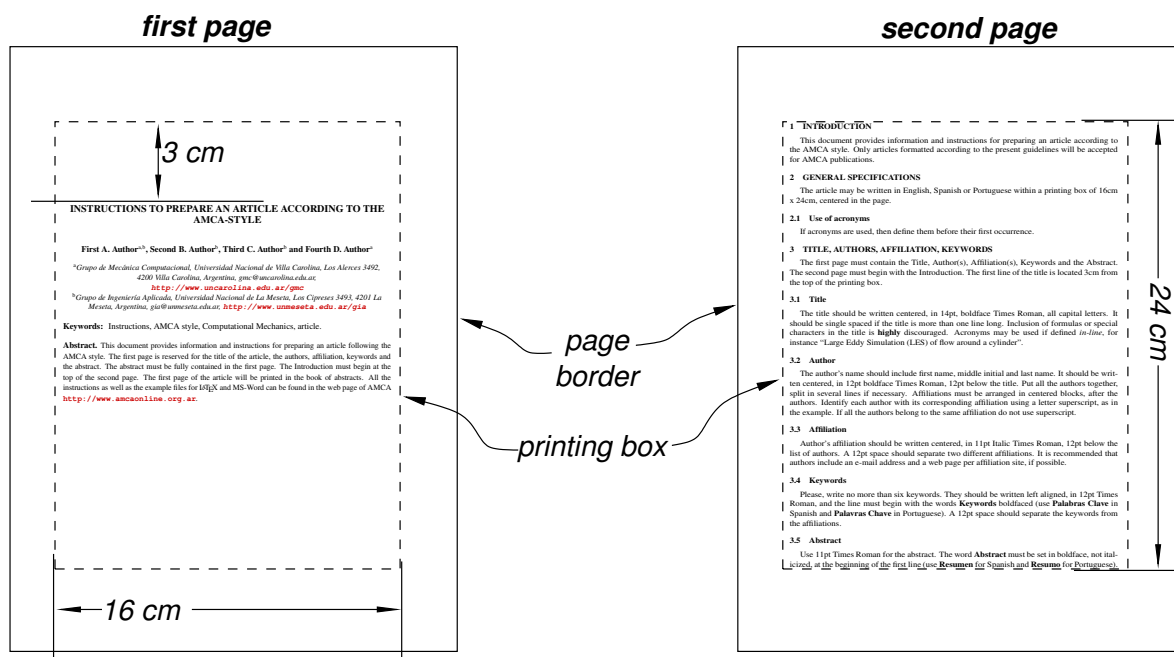 first page
3 cm
INSTRUCTIONS TO PREPARE AN ARTICLE ACCORDING TO THE
AMCA-STYLE
First A. Author^a,b, Second B. Author^b, Third C. Author^b and Fourth D. Author^a
^aGrupo de Mecánica Computacional, Universidad Nacional de Villa Carolina, Los Alerces 3492,
4200 Villa Carolina, Argentina, gmc@uncarolina.edu.ar,
http://www.uncarolina.edu.ar/gmc
^bGrupo de Ingeniería Aplicada, Universidad Nacional de La Meseta, Los Cipreses 3493, 4201 La
Meseta, Argentina, gia@unmeseta.edu.ar, http://www.unmeseta.edu.ar/gia
Keywords: Instructions, AMCA style, Computational Mechanics, article.
Abstract. This document provides information and instructions for preparing an article following the
AMCA style. The first page is reserved for the title of the article, the authors, affiliation, keywords and
the abstract. The abstract must be fully contained in the first page. The Introduction must begin at the
top of the second page. The first page of the article will be printed in the book of abstracts. All the
instructions as well as the example files for LaTeX and MS-Word can be found in the web page of AMCA
http://www.amcaonline.org.ar.
16 cm
page
border
printing box
second page
1 INTRODUCTION
This document provides information and instructions for preparing an article according to
the AMCA style. Only articles formatted according to the present guidelines will be accepted
for AMCA publications.
2 GENERAL SPECIFICATIONS
The article may be written in English, Spanish or Portuguese within a printing box of 16cm
x 24cm, centered in the page.
2.1 Use of acronyms
If acronyms are used, then define them before their first occurrence.
3 TITLE, AUTHORS, AFFILIATION, KEYWORDS
The first page must contain the Title, Author(s), Affiliation(s), Keywords and the Abstract.
The second page must begin with the Introduction. The first line of the title is located 3cm from
the top of the printing box.
3.1 Title
The title should be written centered, in 14pt, boldface Times Roman, all capital letters. It
should be single spaced if the title is more than one line long. Inclusion of formulas or special
characters in the title is highly discouraged. Acronyms may be used if defined in-line, for
instance “Large Eddy Simulation (LES) of flow around a cylinder”.
3.2 Author
The author's name should include first name, middle initial and last name. It should be writ-
ten centered, in 12pt boldface Times Roman, 12pt below the title. Put all the authors together,
split in several lines if necessary. Affiliations must be arranged in centered blocks, after the
authors. Identify each author with its corresponding affiliation using a letter superscript, as in
the example. If all the authors belong to the same affiliation do not use superscript.
3.3 Affiliation
Author's affiliation should be written centered, in 11pt Italic Times Roman, 12pt below the
list of authors. A 12pt space should separate two different affiliations. It is recommended that
authors include an e-mail address and a web page per affiliation site, if possible.
3.4 Keywords
Please, write no more than six keywords. They should be written left aligned, in 12pt Times
Roman, and the line must begin with the words Keywords boldfaced (use Palabras Clave in
Spanish and Palavras Chave in Portuguese). A 12pt space should separate the keywords from
the affiliations.
3.5 Abstract
Use 11pt Times Roman for the abstract. The word Abstract must be set in boldface, not ital-
icized, at the beginning of the first line (use Resumen for Spanish and Resumo for Portuguese).
24 cm